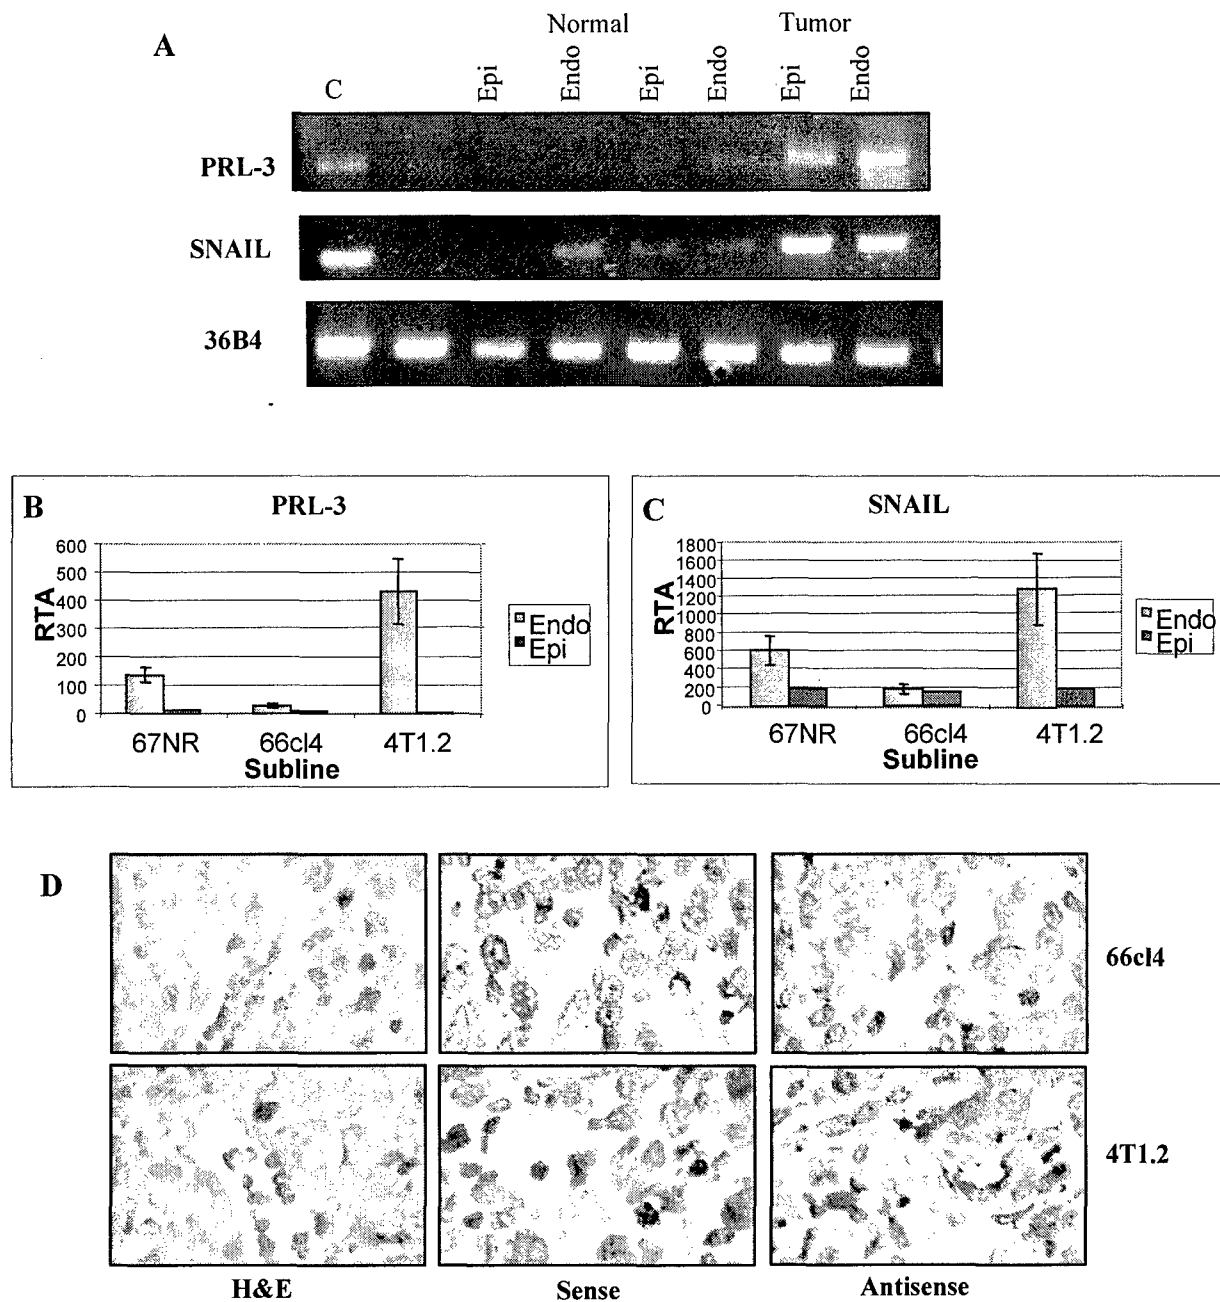 A
Normal Tumor
C Epi Endo Epi Endo Epi Endo
PRL-3
SNAIL
36B4
B
PRL-3
RTA
600
500
400
300
200
100
0
67NR 66cl4 4T1.2
Subline
Endo
Epi
C
SNAIL
RTA
1800
1600
1400
1200
1000
800
600
400
200
0
67NR 66cl4 4T1.2
Subline
Endo
Epi
D
66cl4
4T1.2
H&E Sense Antisense